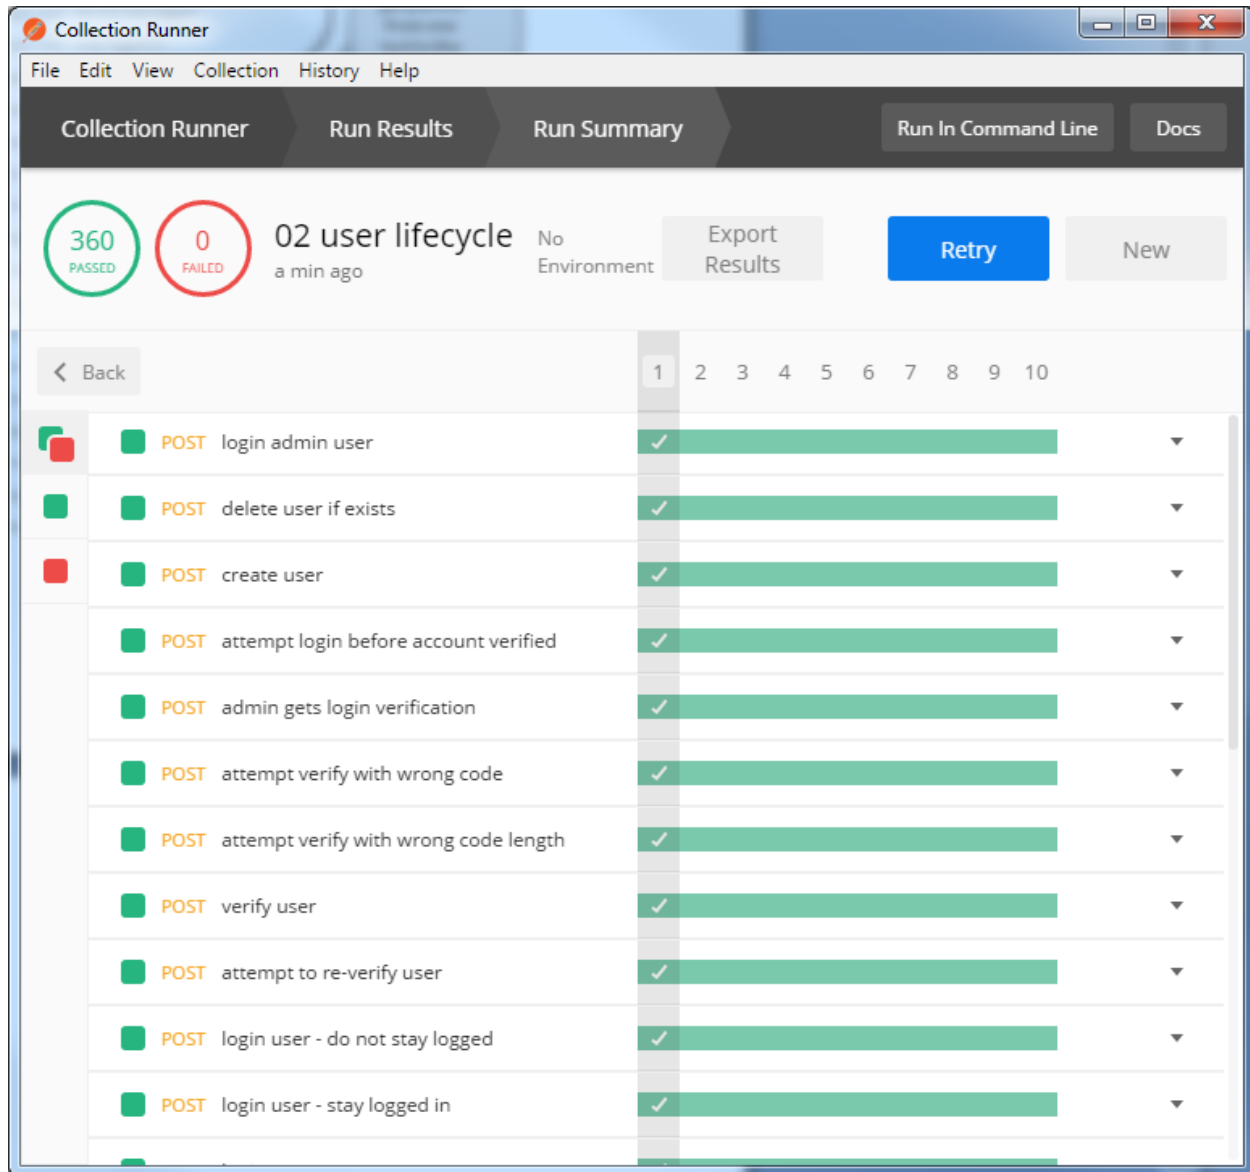 Collection Runner
File Edit View Collection History Help
Collection Runner Run Results Run Summary Run In Command Line Docs
360 PASSED
0 FAILED
02 user lifecycle
a min ago
No
Environment
Export
Results
Retry
New
Back
1 2 3 4 5 6 7 8 9 10
POST login admin user
POST delete user if exists
POST create user
POST attempt login before account verified
POST admin gets login verification
POST attempt verify with wrong code
POST attempt verify with wrong code length
POST verify user
POST attempt to re-verify user
POST login user - do not stay logged
POST login user - stay logged in